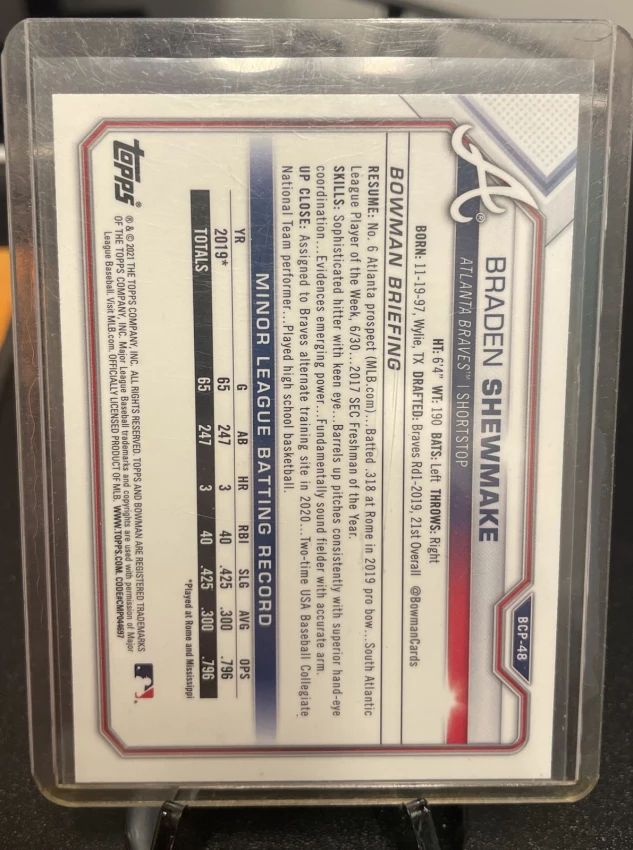 BCP-48
A®
BRADEN SHEWMAKE
ATLANTA BRAVES™ | SHORTSTOP
HT: 6'4" WT: 190 BATS: Left THROWS: Right
BORN: 11-19-97, Wylie, TX DRAFTED: Braves Rd1-2019, 21st Overall @BowmanCards
BOWMAN BRIEFING
RESUME: No. 6 Atlanta prospect (MLB.com)...Batted .318 at Rome in 2019 pro bow...South Atlantic
League Player of the Week, 6/30...2017 SEC Freshman of the Year.
SKILLS: Sophisticated hitter with keen eye...Barrels up pitches consistently with superior hand-eye
coordination...Evidences emerging power...Fundamentally sound fielder with accurate arm.
UP CLOSE: Assigned to Braves alternate training site in 2020...Two-time USA Baseball Collegiate
National Team performer...Played high school basketball.
MINOR LEAGUE BATTING RECORD
YR G AB HR RBI SLG AVG OPS
2019* 65 247 3 40 .425 .300 .796
TOTALS 65 247 3 40 .425 .300 .796
*Played at Rome and Mississippi
topps®
® & © 2021 THE TOPPS COMPANY, INC. ALL RIGHTS RESERVED. TOPPS AND BOWMAN ARE REGISTERED TRADEMARKS
OF THE TOPPS COMPANY, INC. Major League Baseball trademarks and copyrights are used with permission of Major
League Baseball. Visit MLB.com. OFFICIALLY LICENSED PRODUCT OF MLB. WWW.TOPPS.COM. CODE#CMP04697